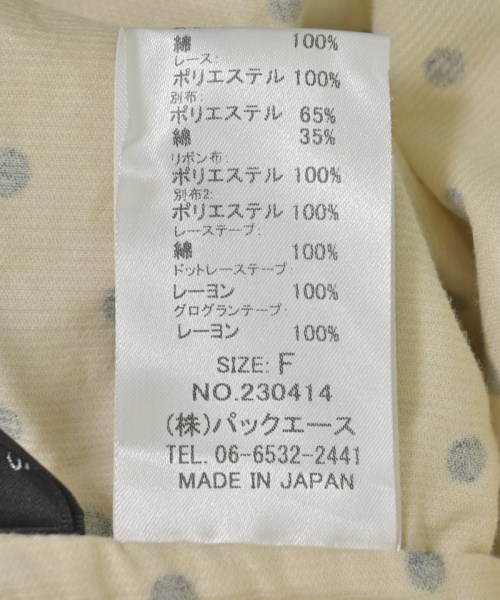 綿 100%
レース:
ポリエステル 100%
別布:
ポリエステル 65%
綿 35%
リボン布:
ポリエステル 100%
別布2:
ポリエステル 100%
レーステープ:
綿 100%
ドットレーステープ:
レーヨン 100%
グログランテープ:
レーヨン 100%
SIZE: F
NO.230414
(株)パックエース
TEL. 06-6532-2441
MADE IN JAPAN